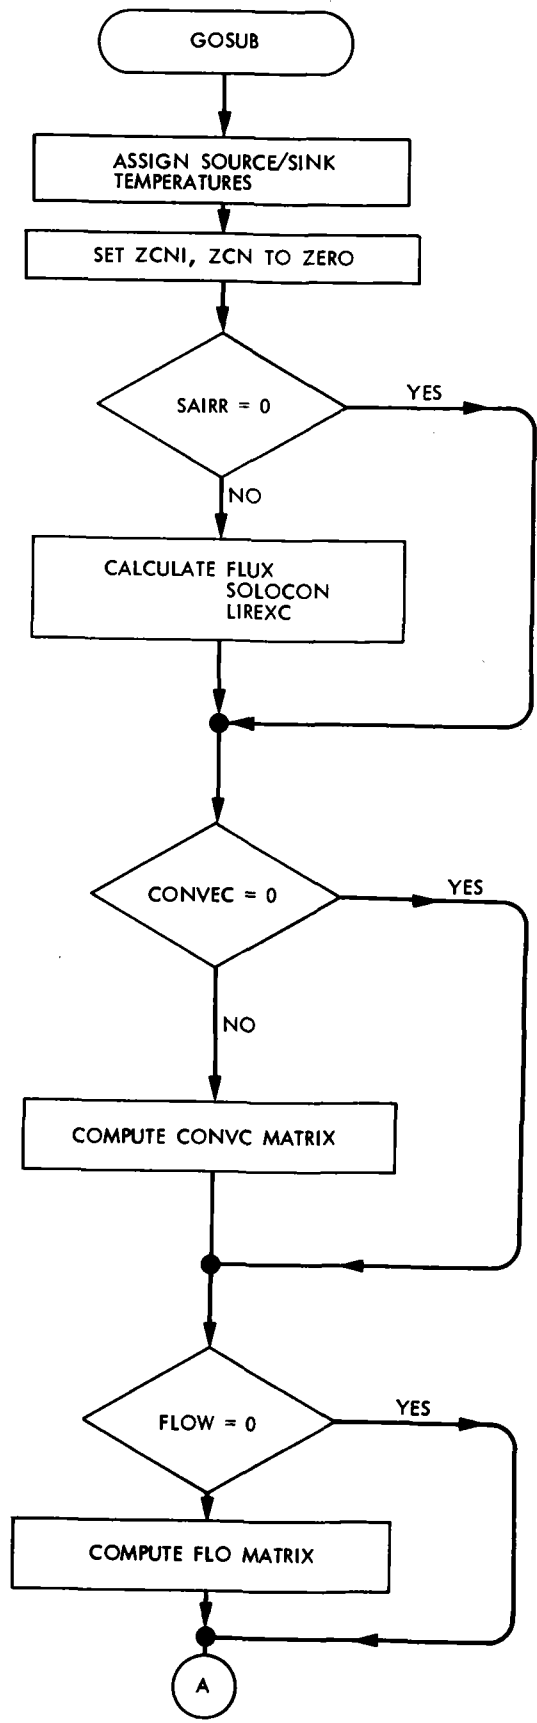 GOSUB
ASSIGN SOURCE/SINK
TEMPERATURES
SET ZCNI, ZCN TO ZERO
SAIRR = 0
YES
NO
CALCULATE FLUX
SOLOCON
LIREXC
CONVEC = 0
YES
NO
COMPUTE CONVC MATRIX
FLOW = 0
YES
COMPUTE FLO MATRIX
A